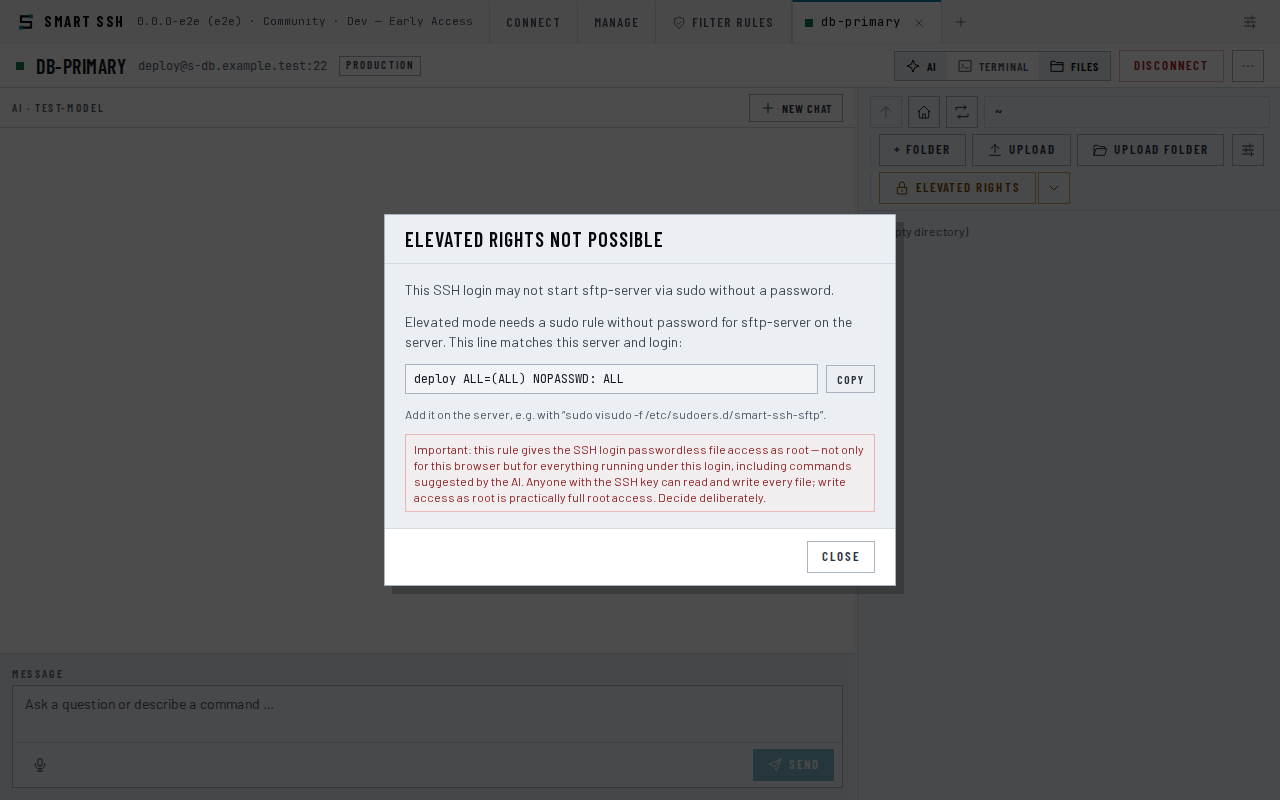 SMART SSH 0.0.0-e2e (e2e) · Community · Dev — Early Access CONNECT MANAGE FILTER RULES db-primary
DB-PRIMARY deploy@s-db.example.test:22 PRODUCTION AI TERMINAL FILES DISCONNECT ...
AI · TEST-MODEL NEW CHAT ~
+ FOLDER UPLOAD UPLOAD FOLDER
ELEVATED RIGHTS
pty directory)
ELEVATED RIGHTS NOT POSSIBLE
This SSH login may not start sftp-server via sudo without a password.
Elevated mode needs a sudo rule without password for sftp-server on the
server. This line matches this server and login:
deploy ALL=(ALL) NOPASSWD: ALL COPY
Add it on the server, e.g. with "sudo visudo -f /etc/sudoers.d/smart-ssh-sftp".
Important: this rule gives the SSH login passwordless file access as root — not only
for this browser but for everything running under this login, including commands
suggested by the AI. Anyone with the SSH key can read and write every file; write
access as root is practically full root access. Decide deliberately.
CLOSE
MESSAGE
Ask a question or describe a command ...
SEND